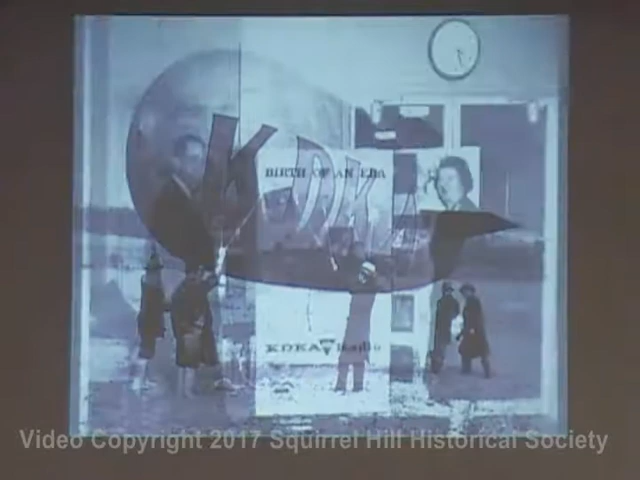 KDKA
BIRTH OF AN ERA
KDKA Radio
Video Copyright 2017 Squirrel Hill Historical Society